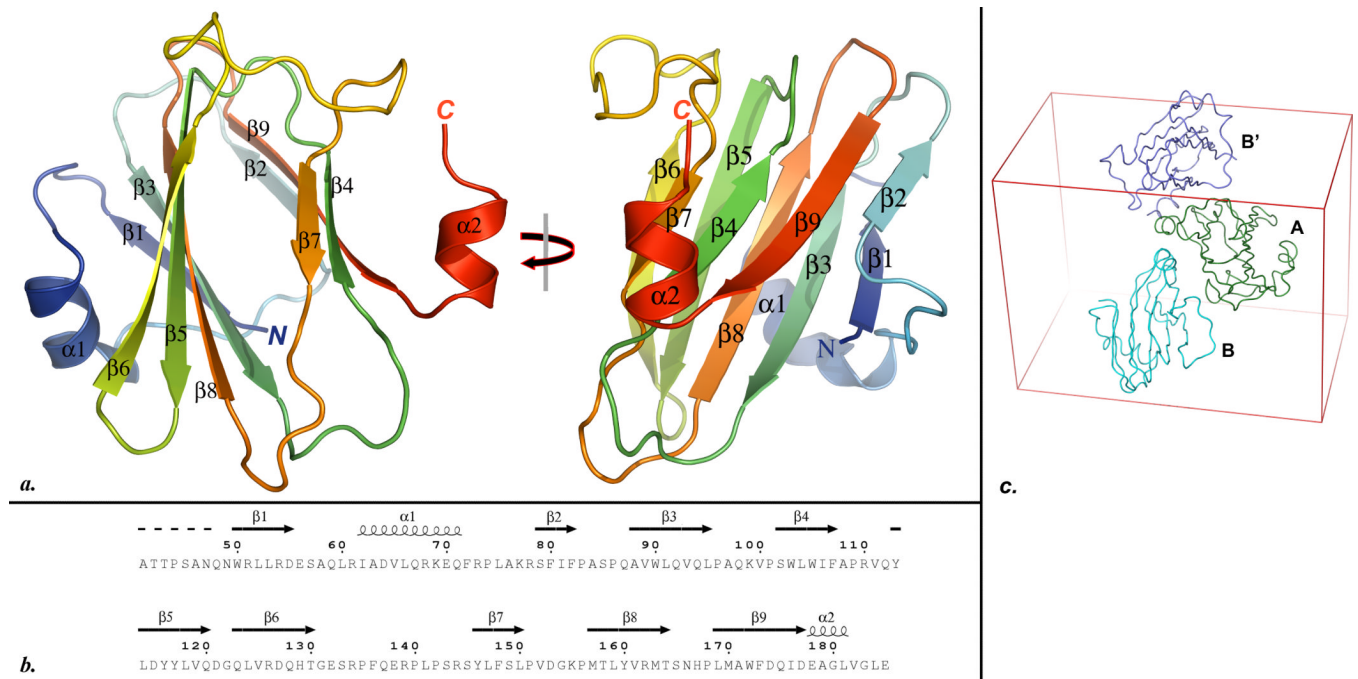 β9
C
β2
β3
β4
β1
β7
α2
N
α1
β5
β6
β8
C
β6
β5
β7
β4
β9
β2
β3
β1
α2
α1
β8
N
a.
B'
A
B
c.
β1 α1 β2 β3 β4
50 60 70 80 90 100 110
ATTPSANQNWRLLRDESAQLRIADVLQRKEQFRPLAKRSFIFPASPQAVWLQVQLPAQKVPSWLWIFAPRVQY
β5 β6 β7 β8 β9 α2
120 130 140 150 160 170 180
LDYYLVQDGQLVRDQHTGESRPFQERPLPSRSYLFSLPVDGKPMTLYVRMTSNHPLMAWFDQIDEAGLVGLE
b.